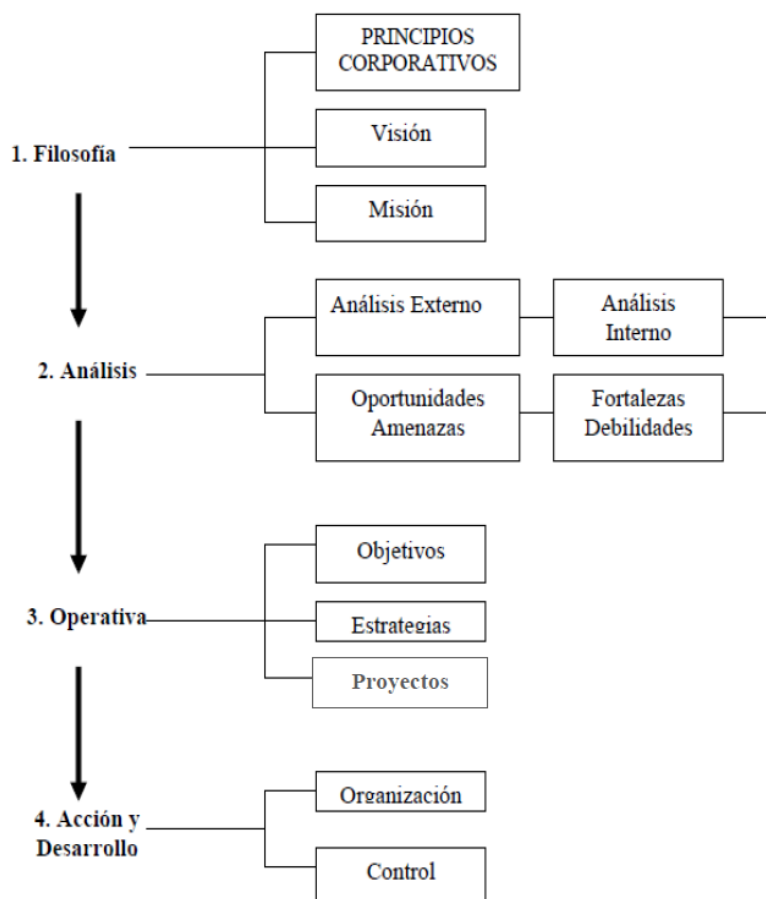 PRINCIPIOS
CORPORATIVOS
Visión
1. Filosofía
Misión
Análisis Externo
Análisis
Interno
2. Análisis
Oportunidades
Amenazas
Fortalezas
Debilidades
Objetivos
3. Operativa
Estrategias
Proyectos
Organización
4. Acción y
Desarrollo
Control